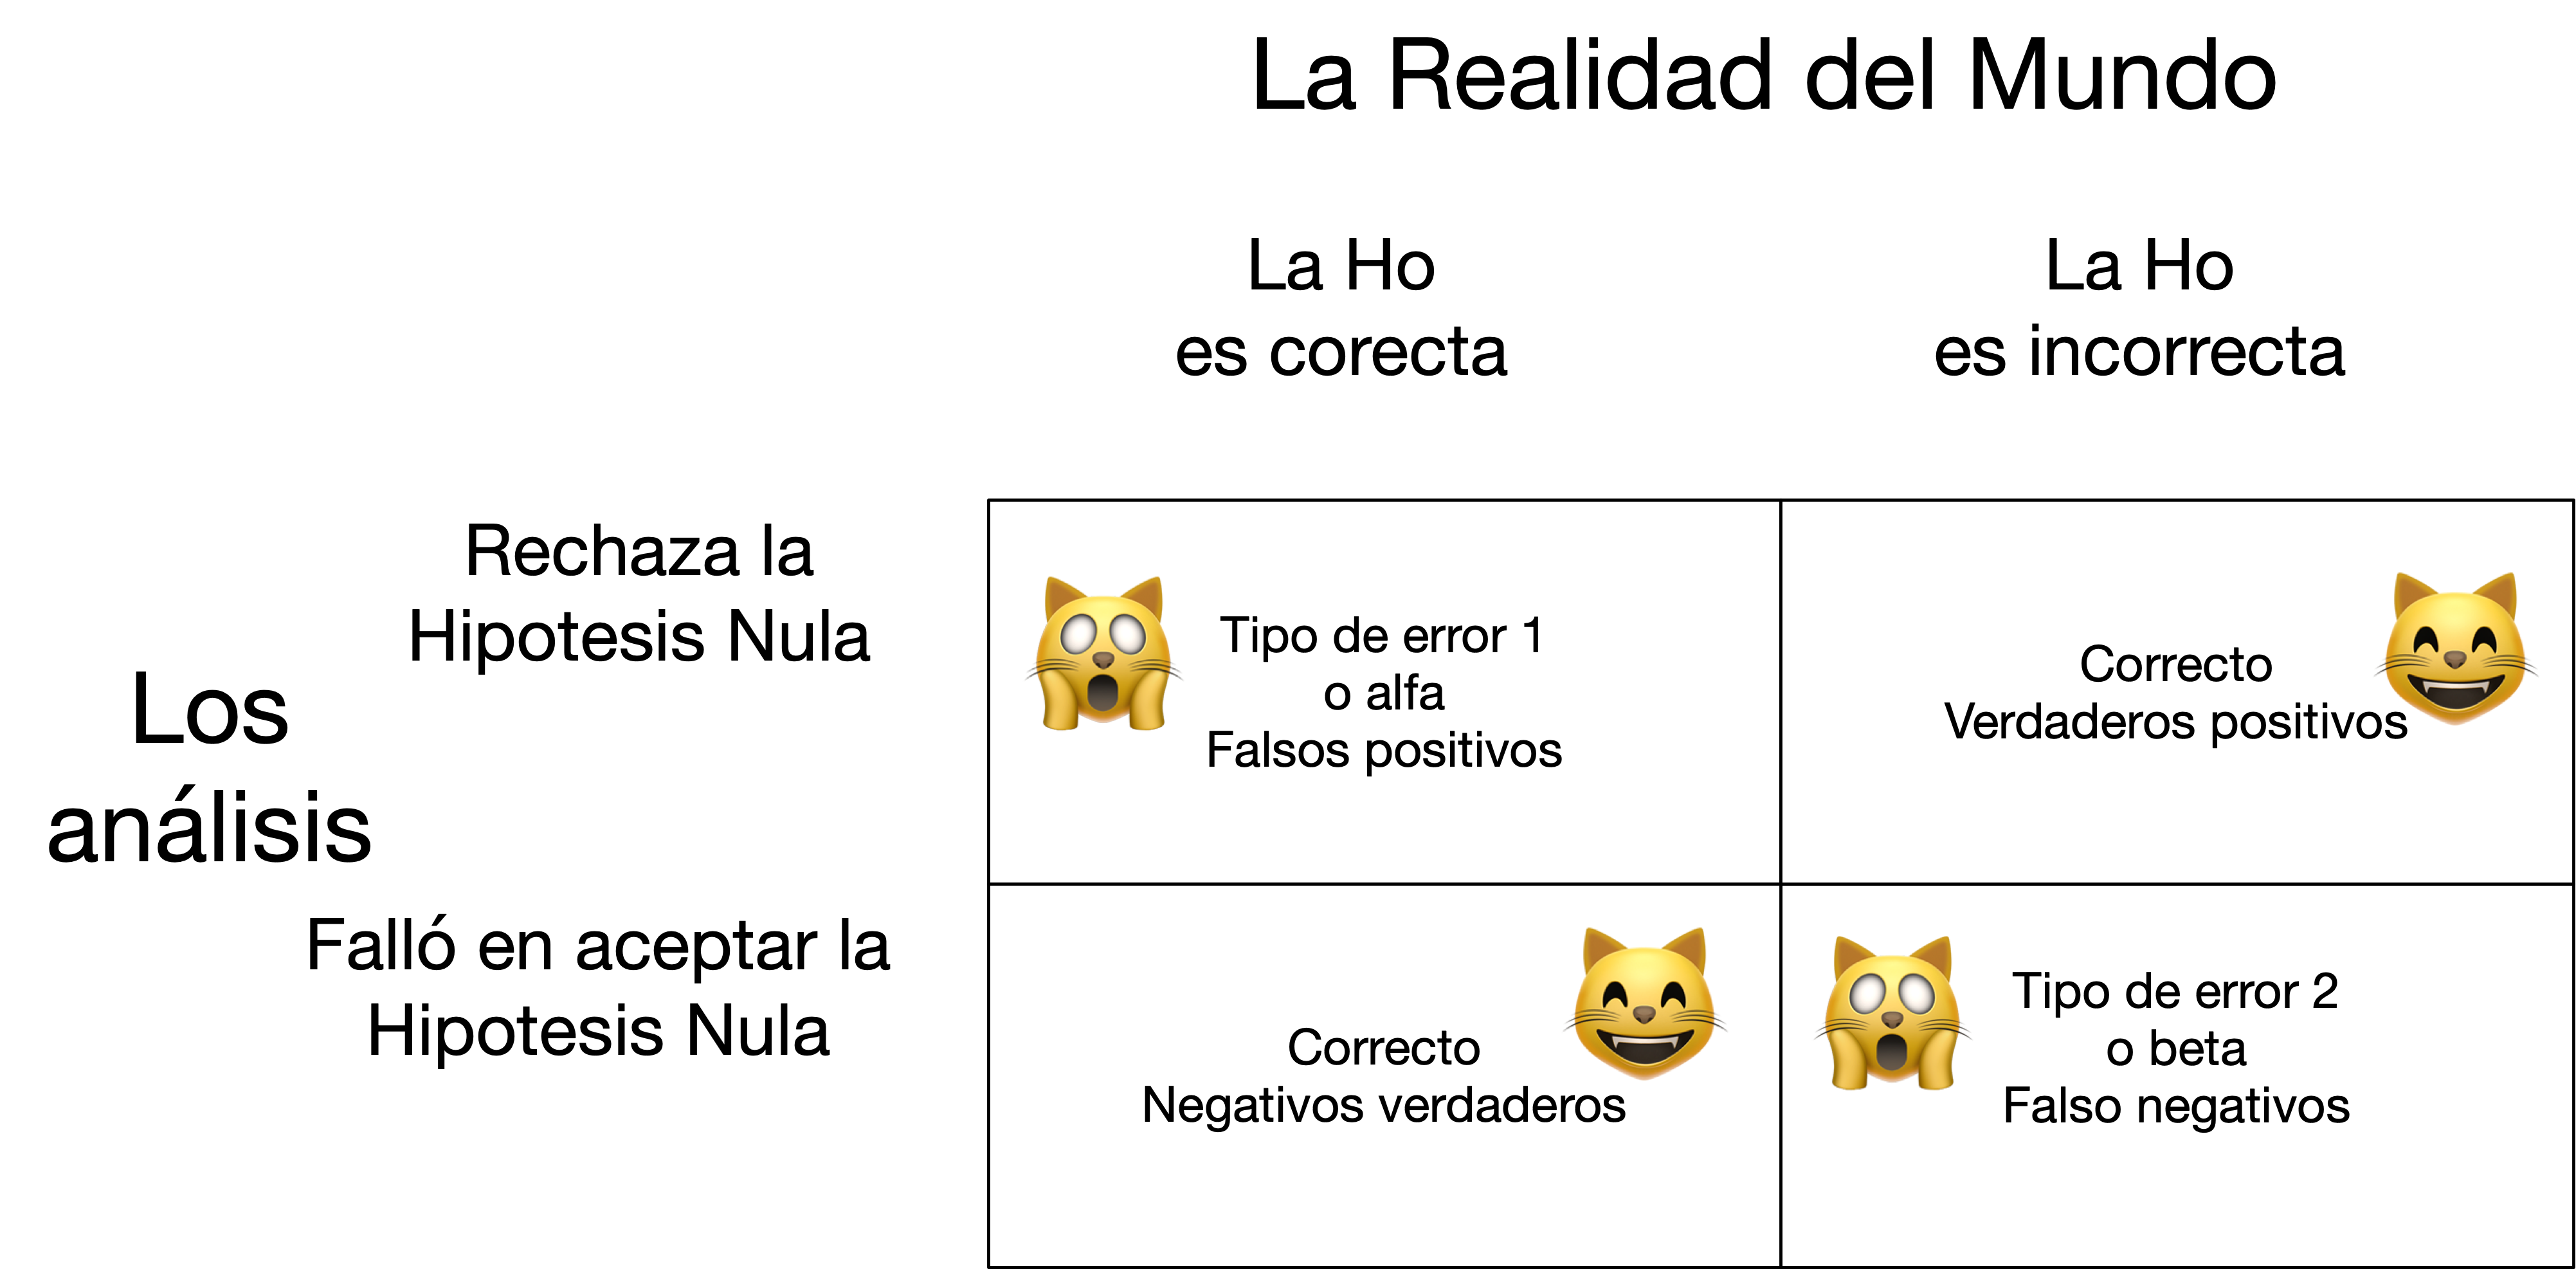 La Realidad del Mundo
La Ho
es corecta
La Ho
es incorrecta
Los
análisis
Rechaza la
Hipotesis Nula
Tipo de error 1
o alfa
Falsos positivos
Correcto
Verdaderos positivos
Falló en aceptar la
Hipotesis Nula
Correcto
Negativos verdaderos
Tipo de error 2
o beta
Falso negativos